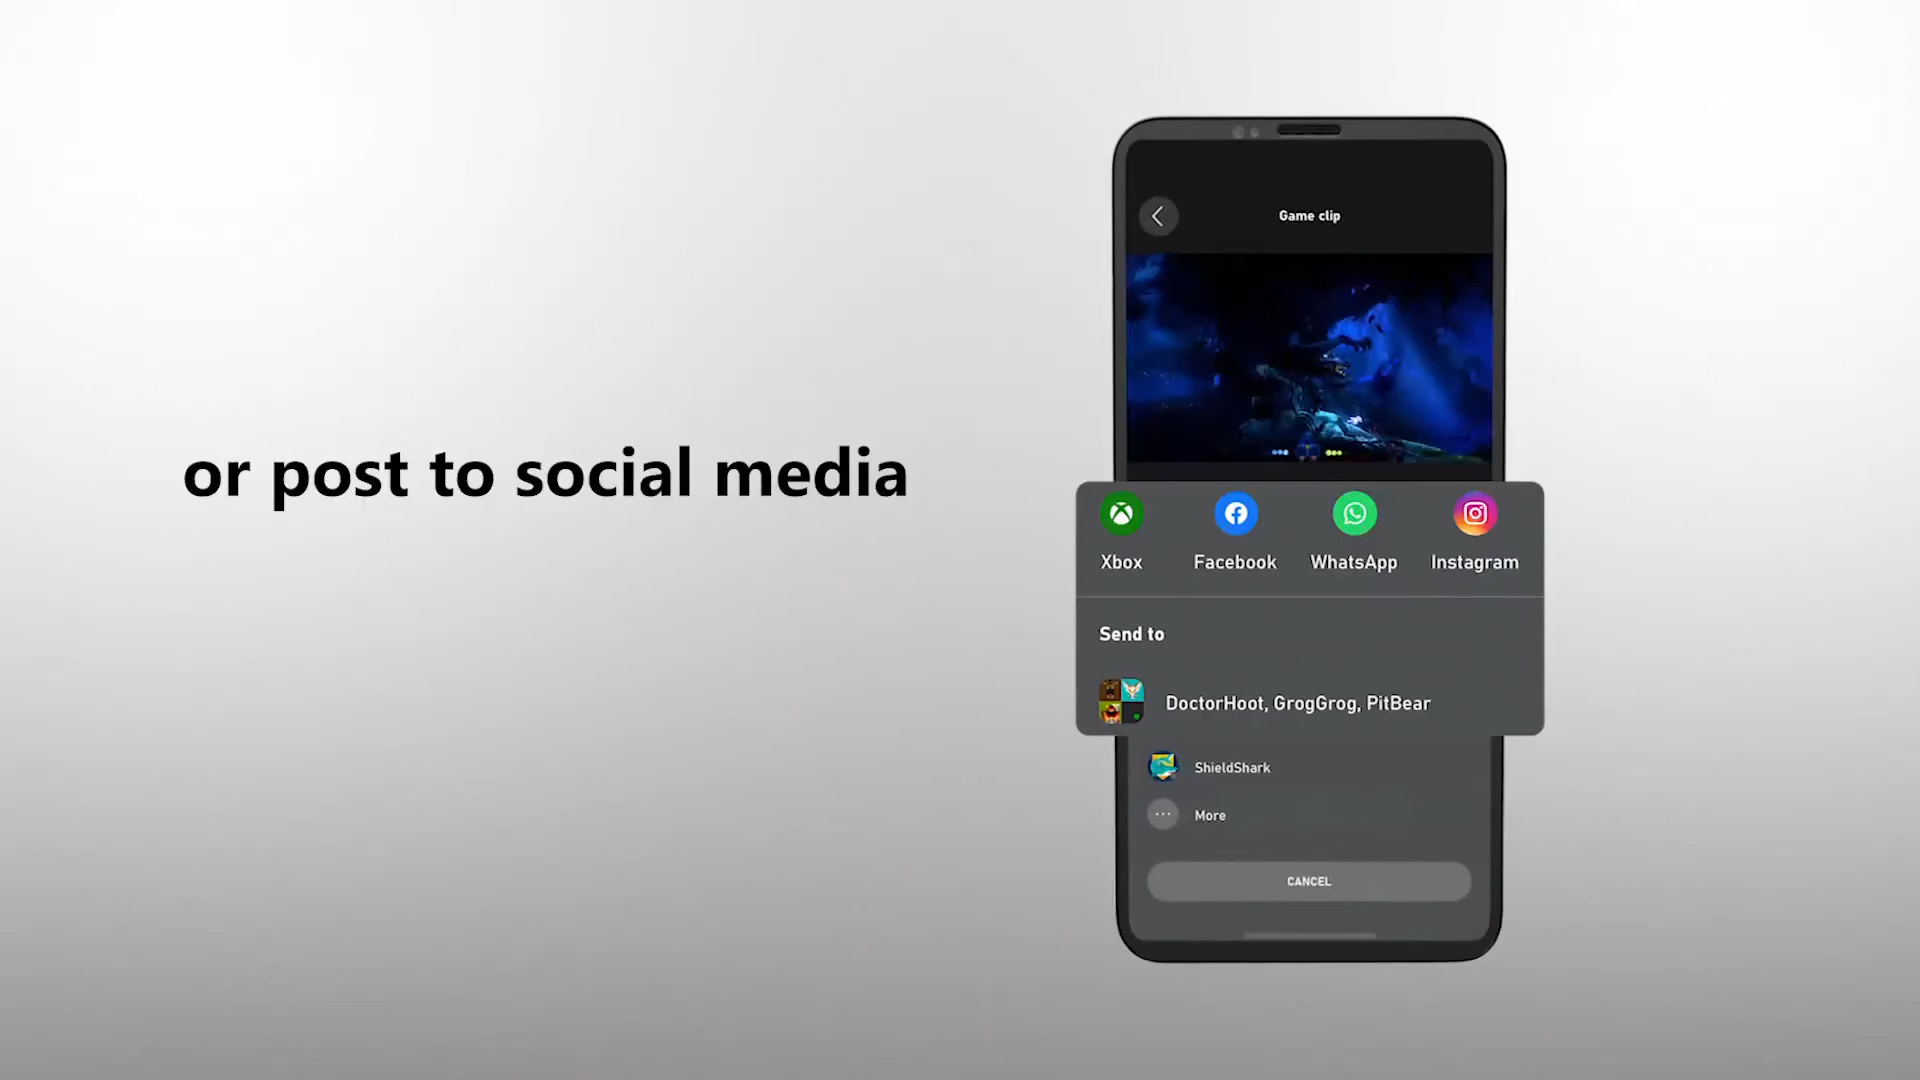 or post to social media
Game clip
Xbox Facebook WhatsApp Instagram
Send to
DoctorHoot, GrogGrog, PitBear
ShieldShark
More
CANCEL